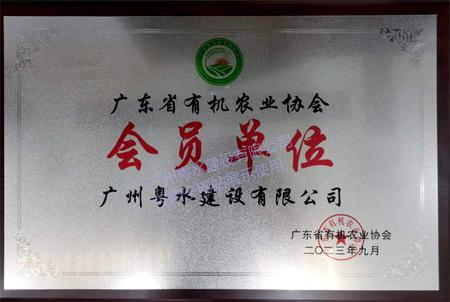 广东省有机农业协会
会员单位
广州粤水建设有限公司
广东省有机农业协会
二〇二三年九月